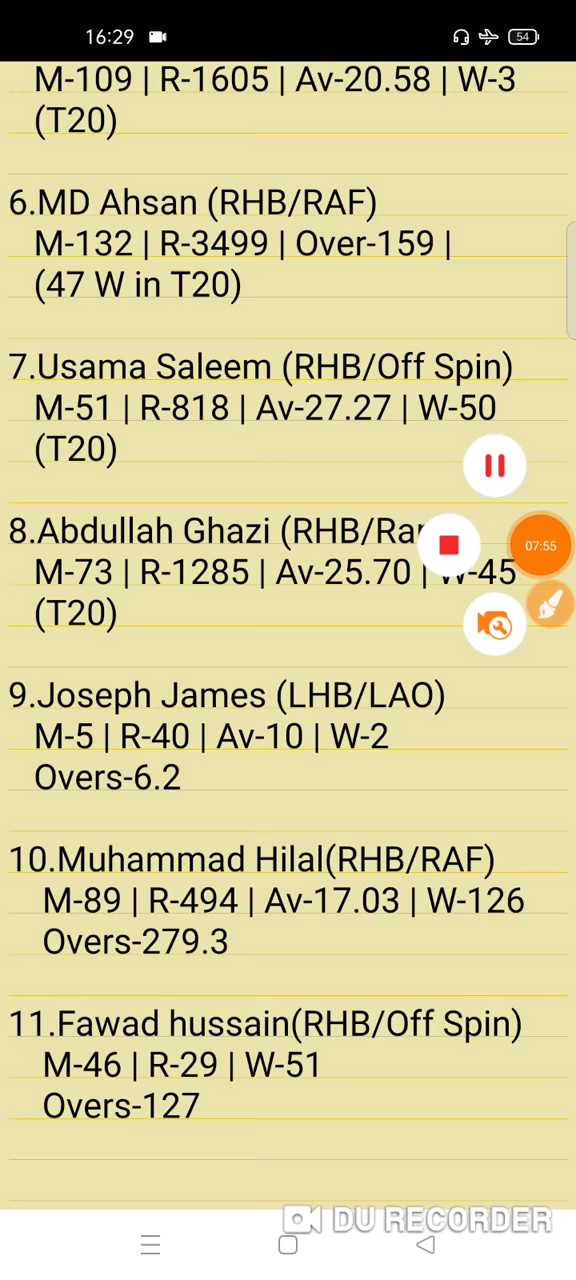 16:29
54
M-109 | R-1605 | Av-20.58 | W-3
(T20)
6.MD Ahsan (RHB/RAF)
M-132 | R-3499 | Over-159 |
(47 W in T20)
7.Usama Saleem (RHB/Off Spin)
M-51 | R-818 | Av-27.27 | W-50
(T20)
8.Abdullah Ghazi (RHB/
M-73 | R-1285 | Av-25.70 | W-45
07:55
(T20)
9.Joseph James (LHB/LAO)
M-5 | R-40 | Av-10 | W-2
Overs-6.2
10.Muhammad Hilal(RHB/RAF)
M-89 | R-494 | Av-17.03 | W-126
Overs-279.3
11.Fawad hussain(RHB/Off Spin)
M-46 | R-29 | W-51
Overs-127
DU RECORDER